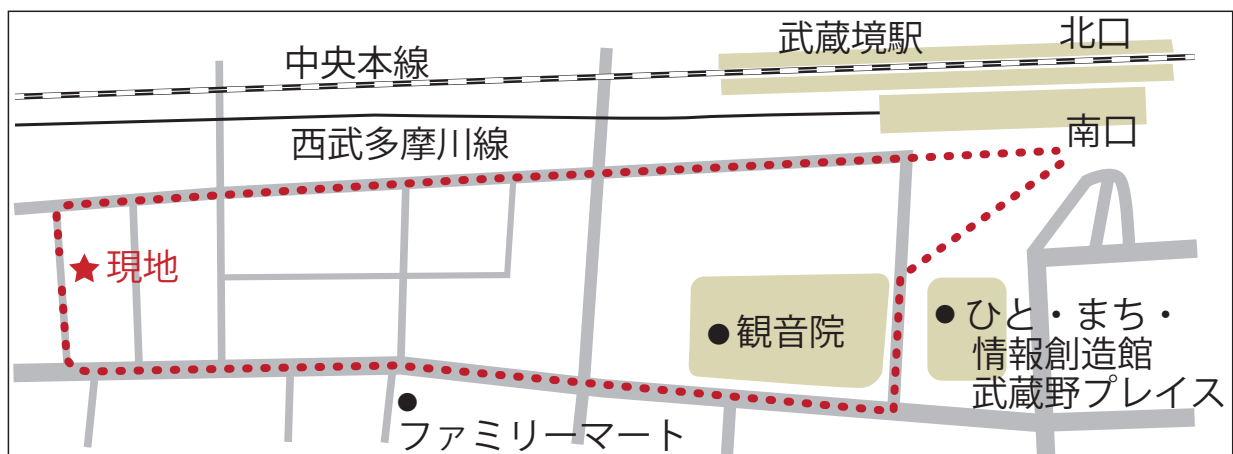 武蔵境駅
北口
中央本線
南口
西武多摩川線
現地
観音院
ひと・まち・
情報創造館
武蔵野プレイス
ファミリーマート